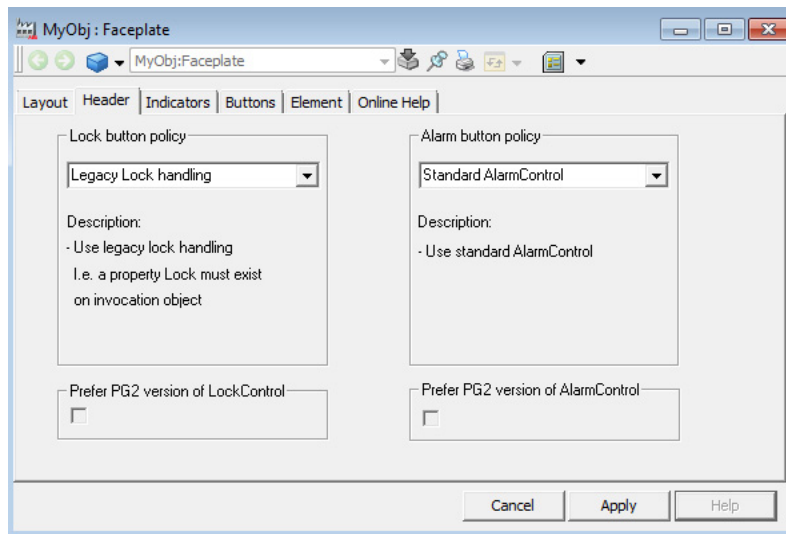 MyObj : Faceplate
MyObj:Faceplate
Layout Header Indicators Buttons Element Online Help
Lock button policy
Legacy Lock handling
Description:
- Use legacy lock handling
I.e. a property Lock must exist
on invocation object
Prefer PG2 version of LockControl
Alarm button policy
Standard AlarmControl
Description:
- Use standard AlarmControl
Prefer PG2 version of AlarmControl
Cancel Apply Help